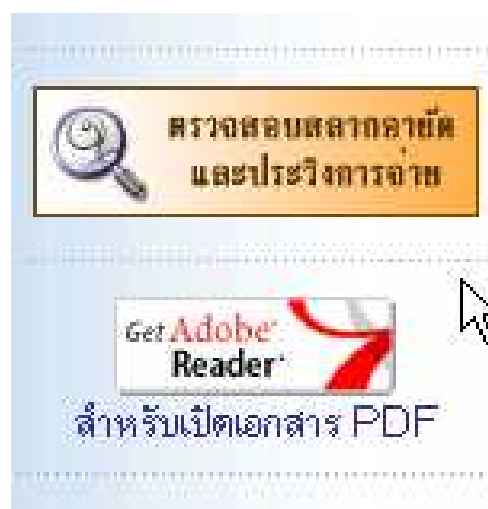 ตรวจสอบสลากอายัด
และประวิงการจ่าย
Get Adobe®
Reader®
สำหรับเปิดเอกสาร PDF